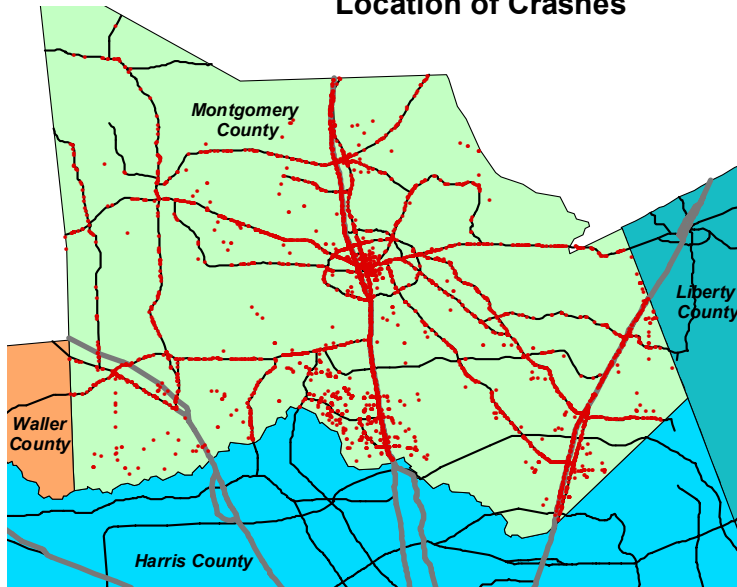 Location of Crashes
Montgomery
County
Liberty
County
Waller
County
Harris County